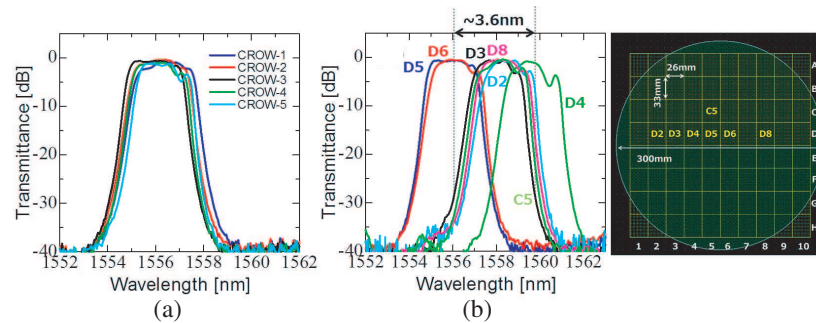 Transmittance [dB]
0
-10
-20
-30
-40
1552 1554 1556 1558 1560 1562
Wavelength [nm]
CROW-1
CROW-2
CROW-3
CROW-4
CROW-5
(a)
~3.6nm
Transmittance [dB]
0
-10
-20
-30
-40
D5
D6
D3
D8
D2
D4
C5
1552 1554 1556 1558 1560 1562
Wavelength [nm]
(b)
26mm
33mm
C5
D2 D3 D4 D5 D6 D8
300mm
A
B
C
D
E
F
G
H
1 2 3 4 5 6 7 8 9 10